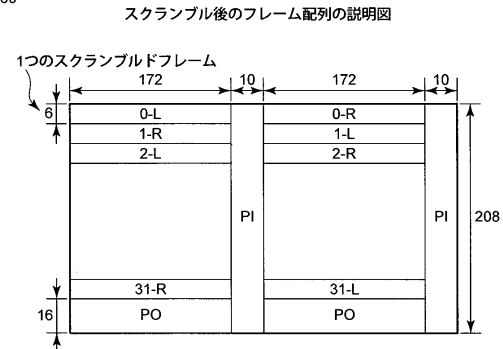 スクランブル後のフレーム配列の説明図
1つのスクランブルドフレーム
172 10 172 10
6 0-L 0-R
1-R 1-L
2-L 2-R
PI PI 208
31-R 31-L
16 PO PO